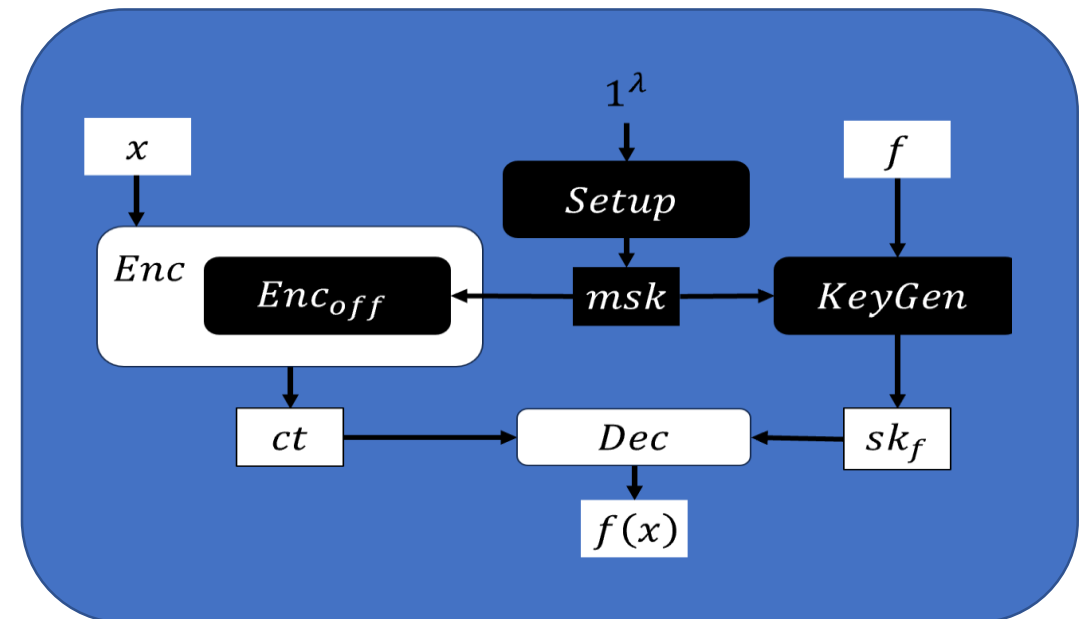 1^λ
x
f
Setup
Enc
Enc_off
msk
KeyGen
ct
Dec
sk_f
f(x)